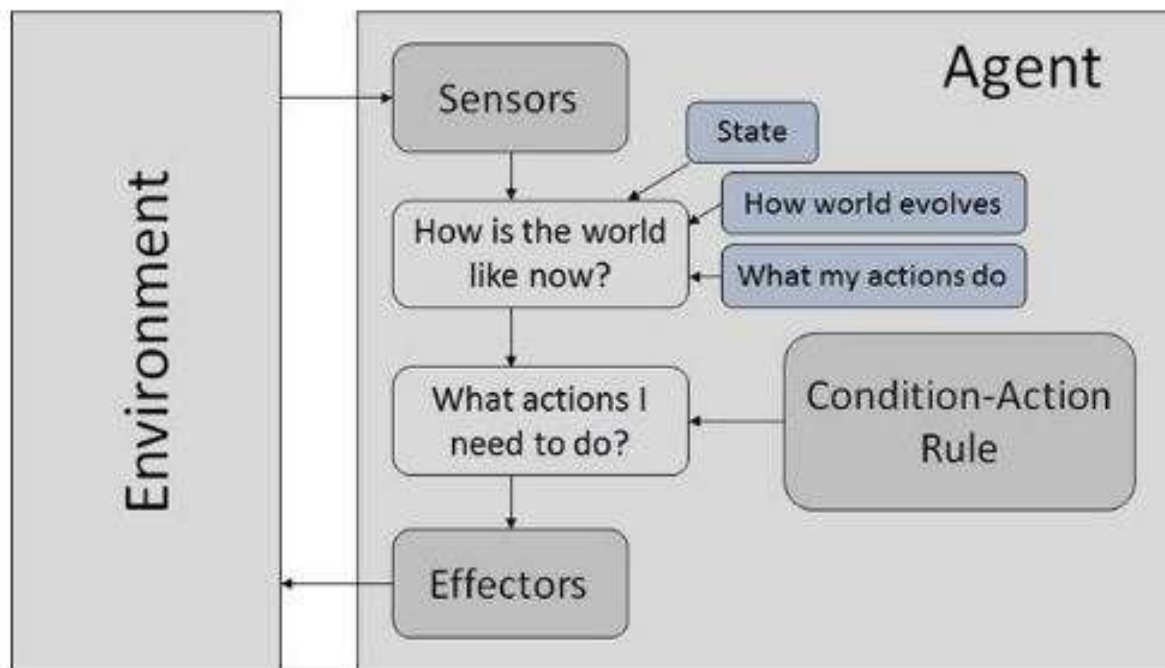 Environment
Agent
Sensors
State
How is the world
like now?
How world evolves
What my actions do
What actions I
need to do?
Condition-Action
Rule
Effectors